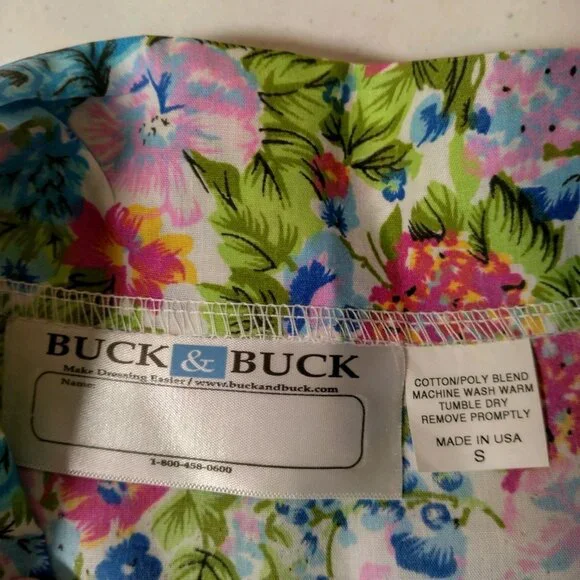 BUCK & BUCK
Make Dressing Easier / www.buckandbuck.com
Name:
1-800-458-0600
COTTON/POLY BLEND
MACHINE WASH WARM
TUMBLE DRY
REMOVE PROMPTLY
MADE IN USA
S